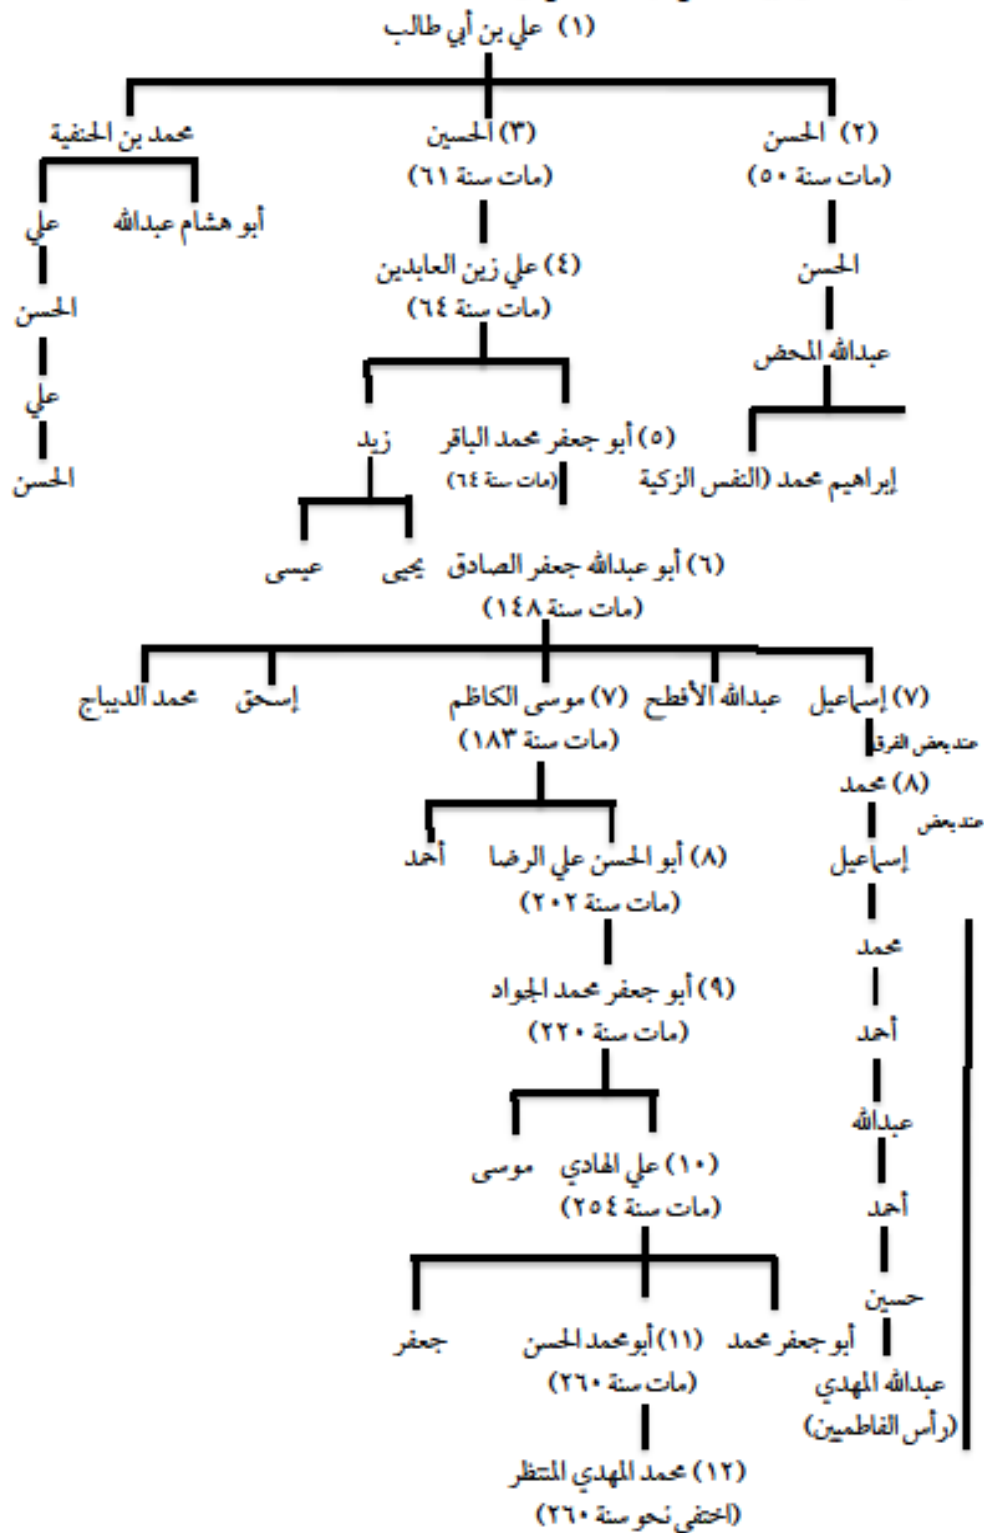 (١) علي بن أبي طالب
(٢) الحسن (٣) الحسين محمد بن الحنفية
(مات سنة ٥٠) (مات سنة ٦١)
أبو هشام عبدالله علي
الحسن (٤) علي زين العابدين
(مات سنة ٦٤) الحسن
عبدالله المحض
علي
(٥) أبو جعفر محمد الباقر زيد
إبراهيم محمد (النفس الزكية (مات سنة ٦٤) الحسن
(٦) أبو عبدالله جعفر الصادق يحيى عيسى
(مات سنة ١٤٨)
(٧) إسماعيل عبدالله الأفطح (٧) موسى الكاظم إسحق محمد الديباج
عند بعض الفرق (مات سنة ١٨٣)
(٨) محمد
عند بعض
إسماعيل (٨) أبو الحسن علي الرضا أحمد
(مات سنة ٢٠٢)
محمد
(٩) أبو جعفر محمد الجواد
أحمد (مات سنة ٢٢٠)
عبدالله
(١٠) علي الهادي موسى
أحمد (مات سنة ٢٥٤)
حسين
أبو جعفر محمد (١١) أبو محمد الحسن جعفر
عبدالله المهدي (مات سنة ٢٦٠)
(رأس الفاطميين)
(١٢) محمد المهدي المنتظر
(اختفى نحو سنة ٢٦٠)